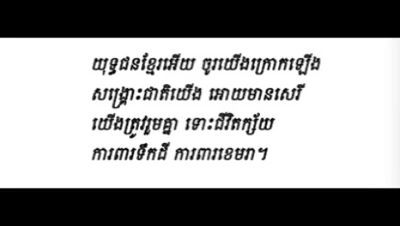 យុទ្ធជនខ្មែរអើយ ចូរយើងក្រោកឡើង
សង្គ្រោះជាតិយើង អោយមានសេរី
យើងត្រូវរួមគ្នា ទោះជីវិតក្ស័យ
ការពារទឹកដី ការពារខេមរា។